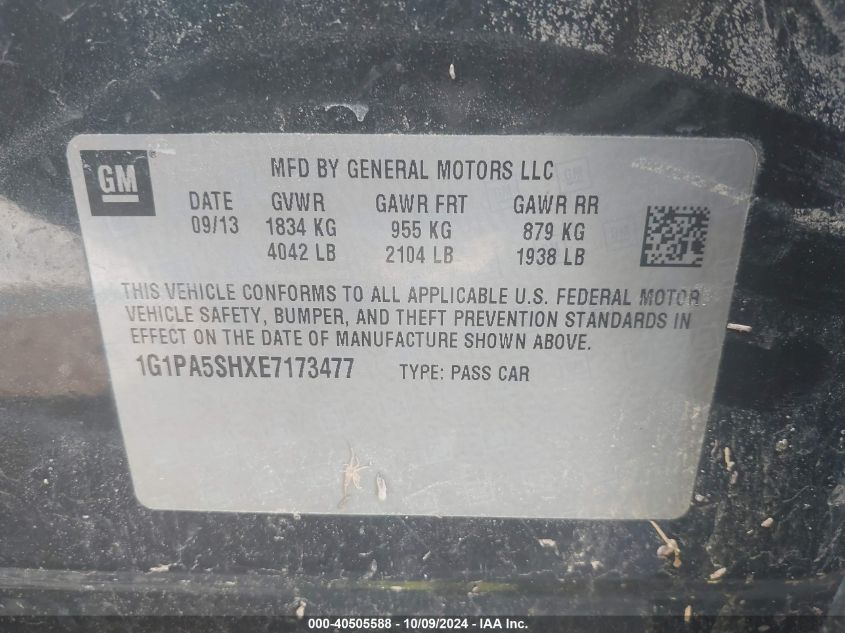 GM
®
MFD BY GENERAL MOTORS LLC
DATE GVWR GAWR FRT GAWR RR
09/13 1834 KG 955 KG 879 KG
4042 LB 2104 LB 1938 LB
THIS VEHICLE CONFORMS TO ALL APPLICABLE U.S. FEDERAL MOTOR
VEHICLE SAFETY, BUMPER, AND THEFT PREVENTION STANDARDS IN
EFFECT ON THE DATE OF MANUFACTURE SHOWN ABOVE.
1G1PA5SHXE7173477 TYPE: PASS CAR
000-40505588 - 10/09/2024 - IAA Inc.